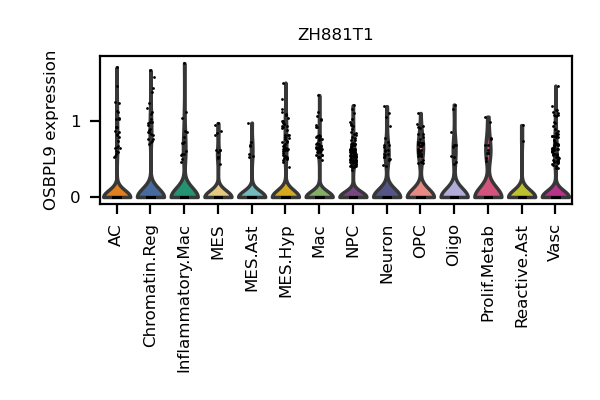 ZH881T1
OSBPL9 expression
1
0
AC
Chromatin.Reg
Inflammatory.Mac
MES
MES.Ast
MES.Hyp
Mac
NPC
Neuron
OPC
Oligo
Prolif.Metab
Reactive.Ast
Vasc